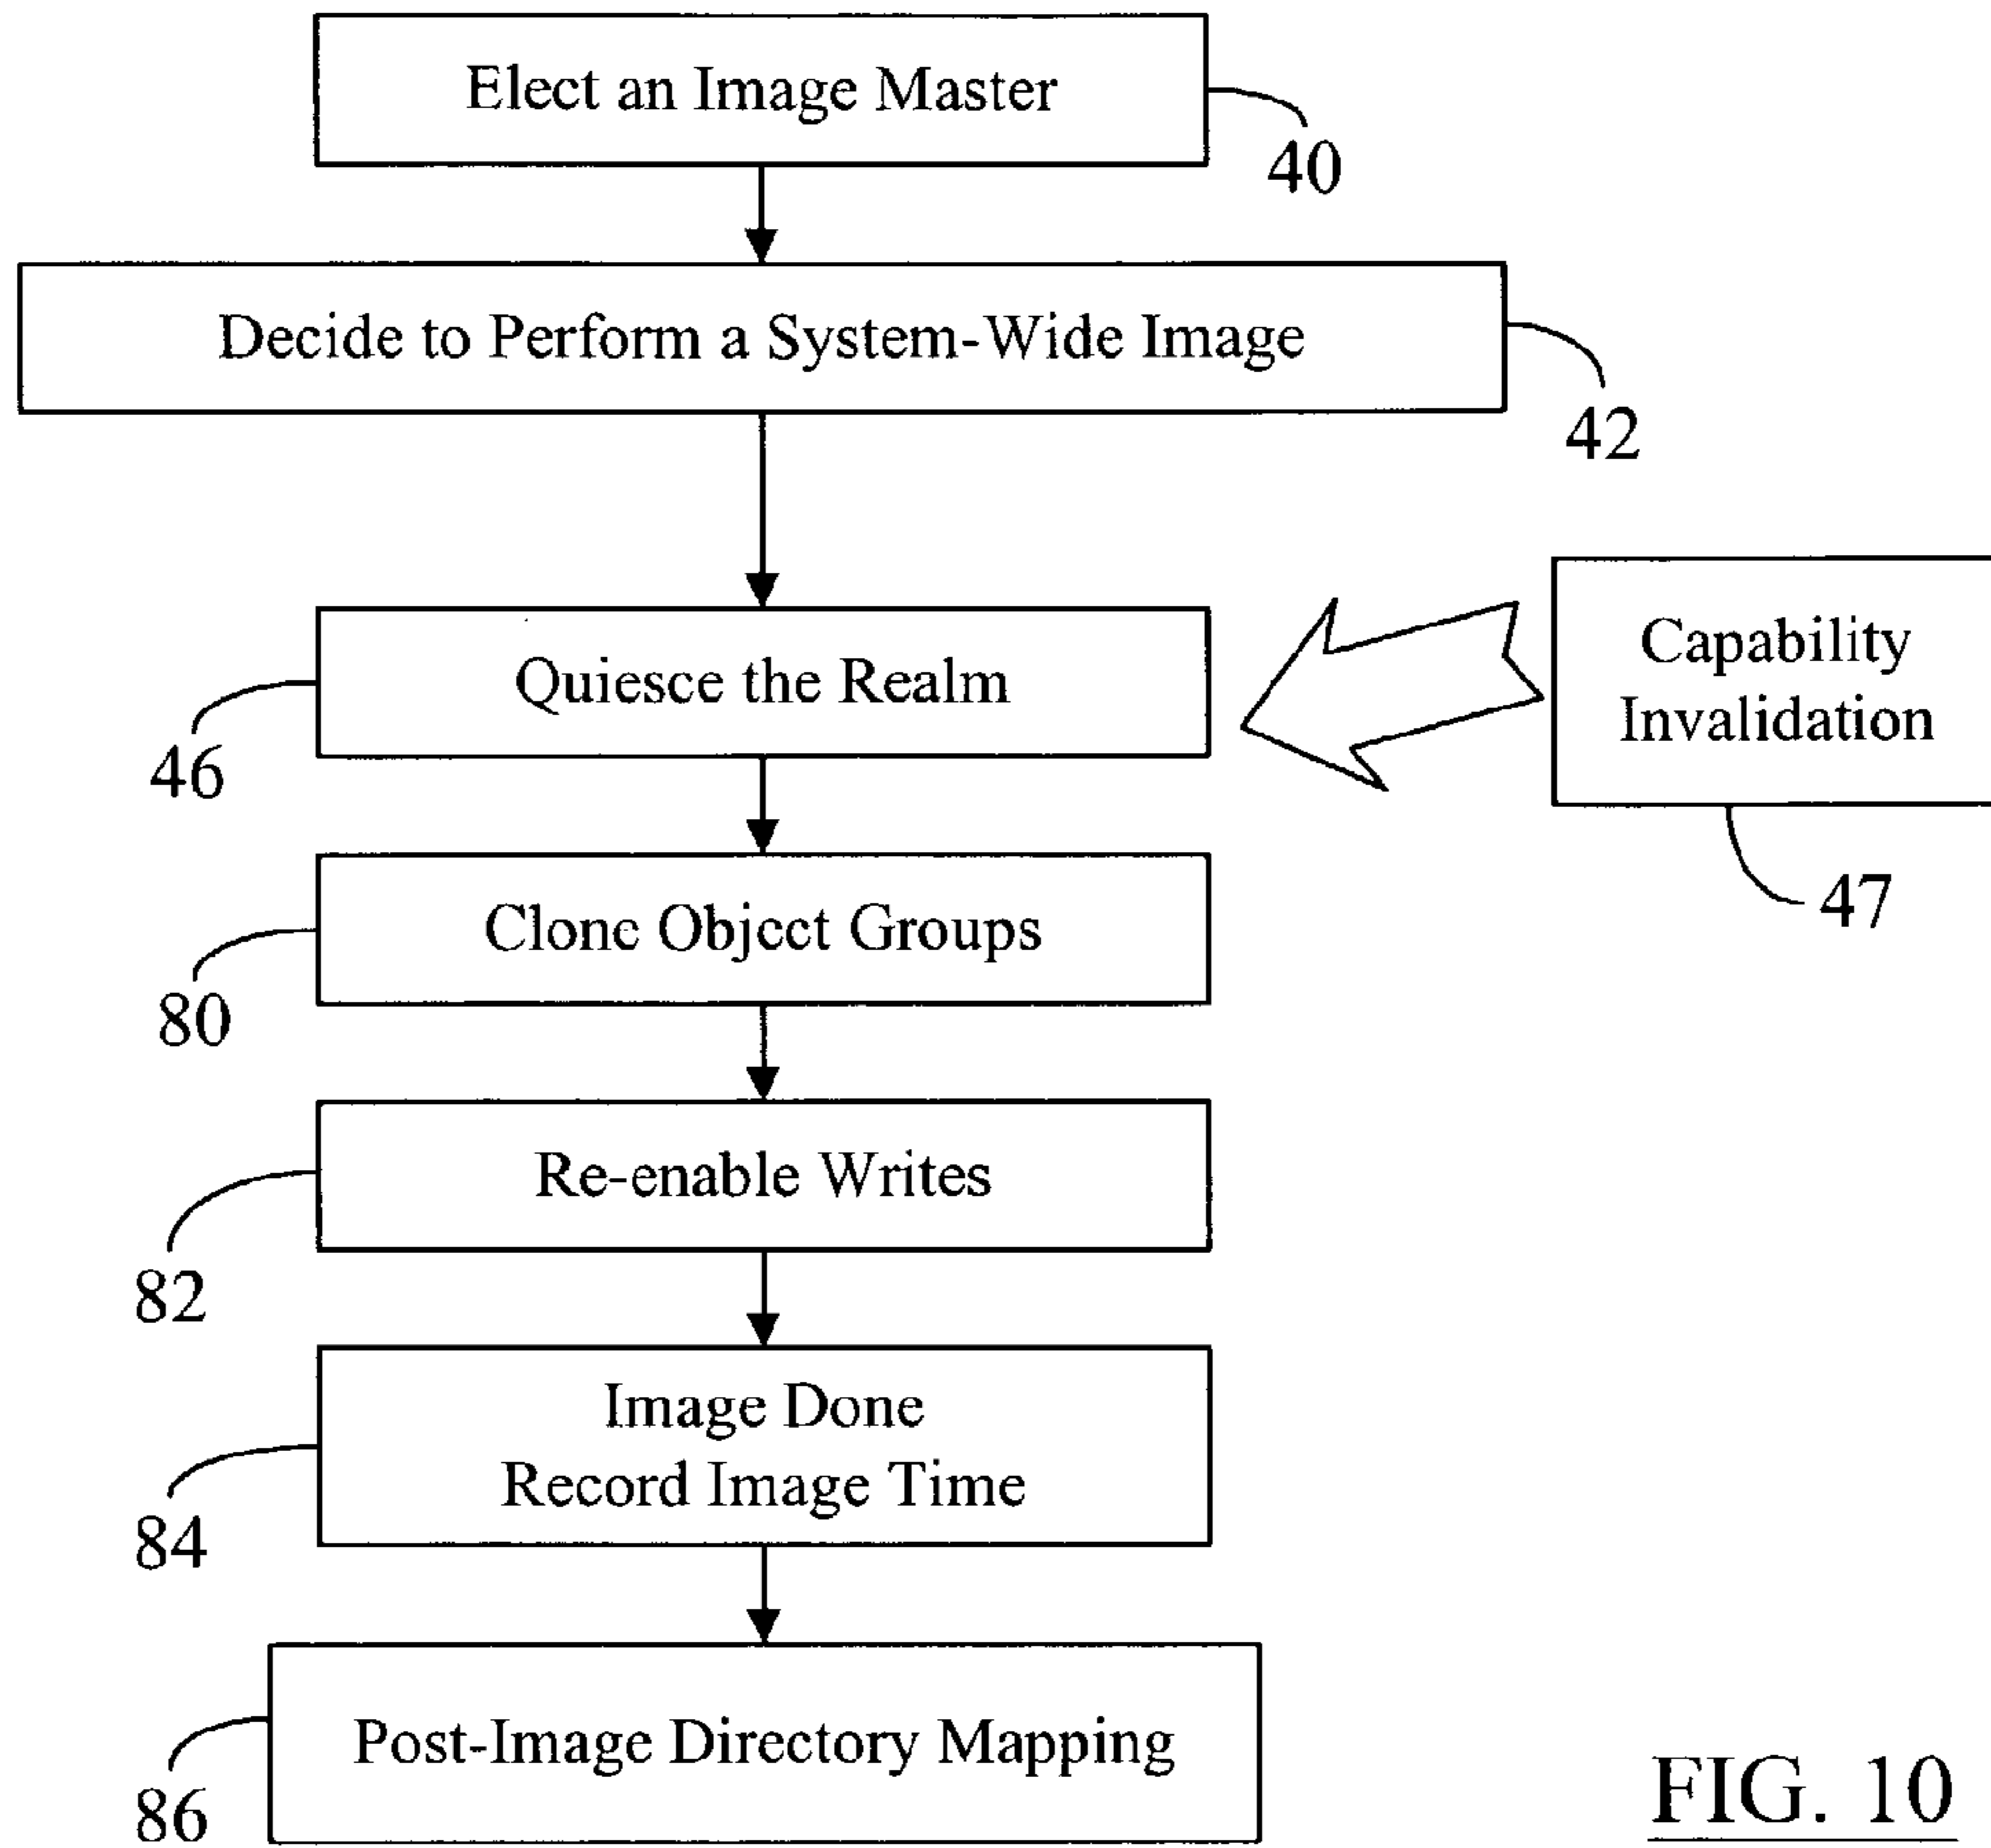 Elect an Image Master
40
Decide to Perform a System-Wide Image
42
Quiesce the Realm
46
Capability
Invalidation
47
Clone Object Groups
80
Re-enable Writes
82
Image Done
Record Image Time
84
Post-Image Directory Mapping
86
FIG. 10